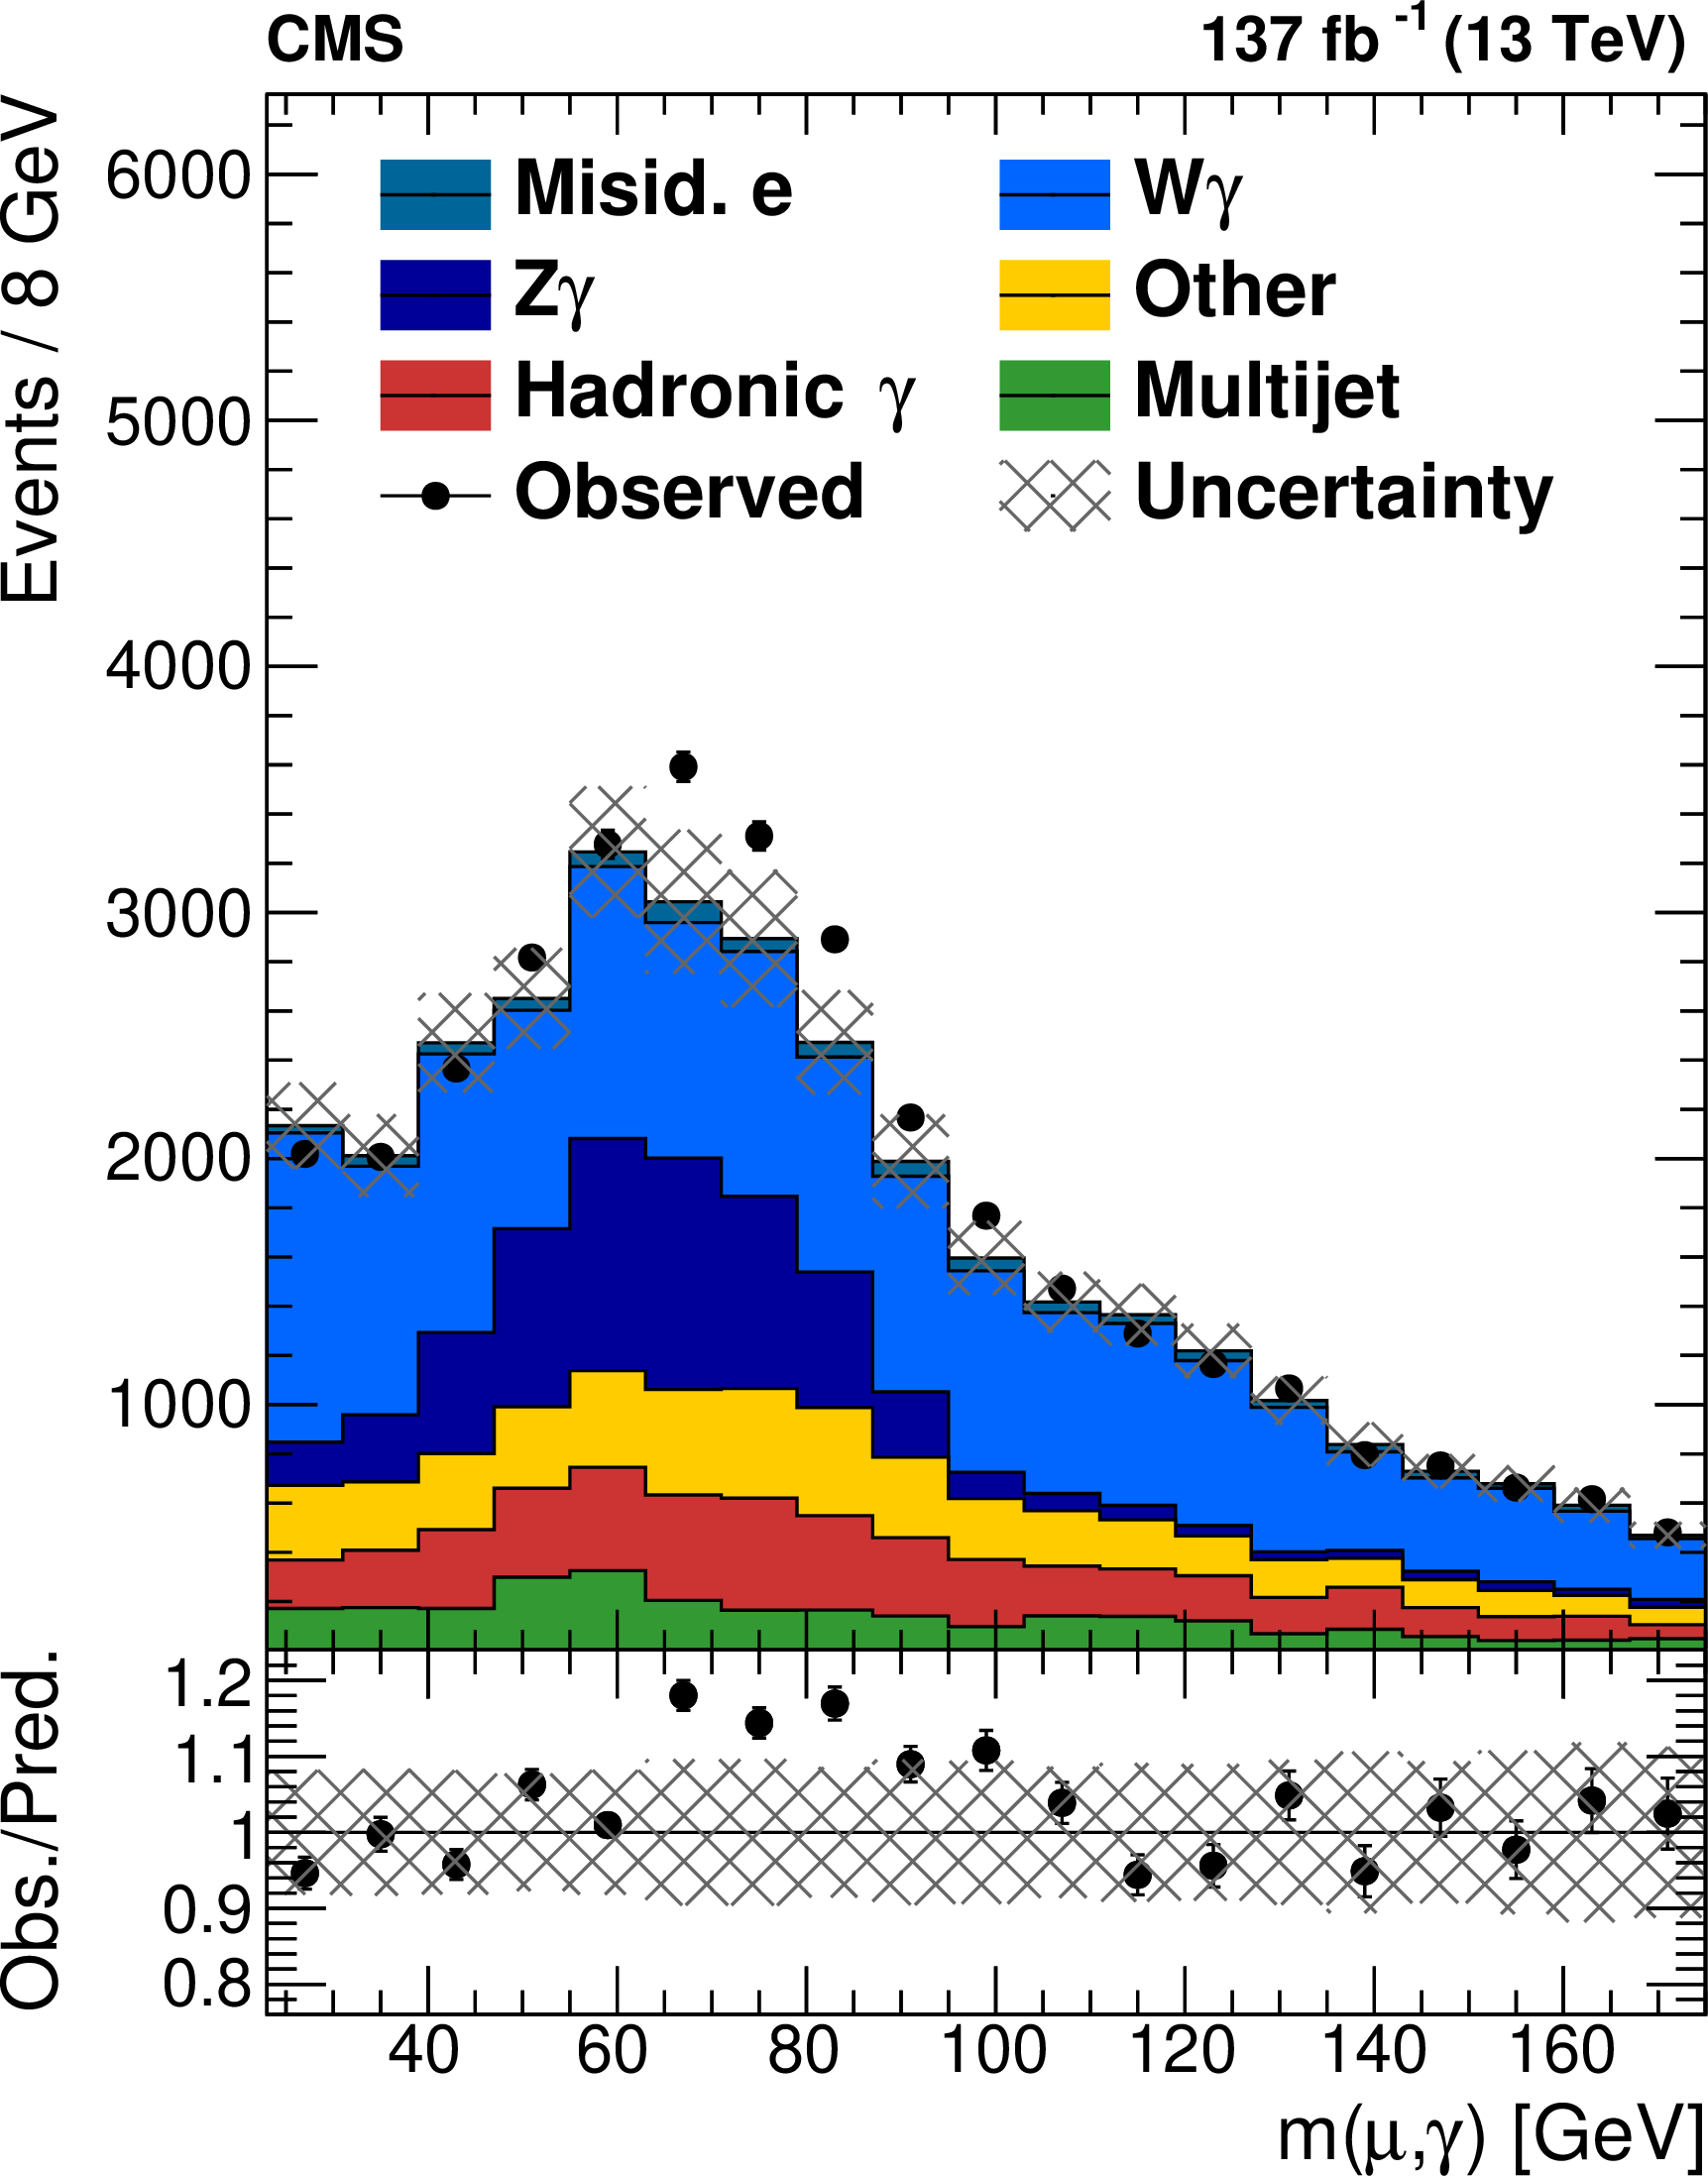 CMS 137 fb⁻¹ (13 TeV)
Events / 8 GeV
6000
5000
4000
3000
2000
1000
Misid. e
Wγ
Zγ
Other
Hadronic γ
Multijet
Observed
Uncertainty
Obs./Pred.
1.2
1.1
1
0.9
0.8
40 60 80 100 120 140 160
m(μ,γ) [GeV]